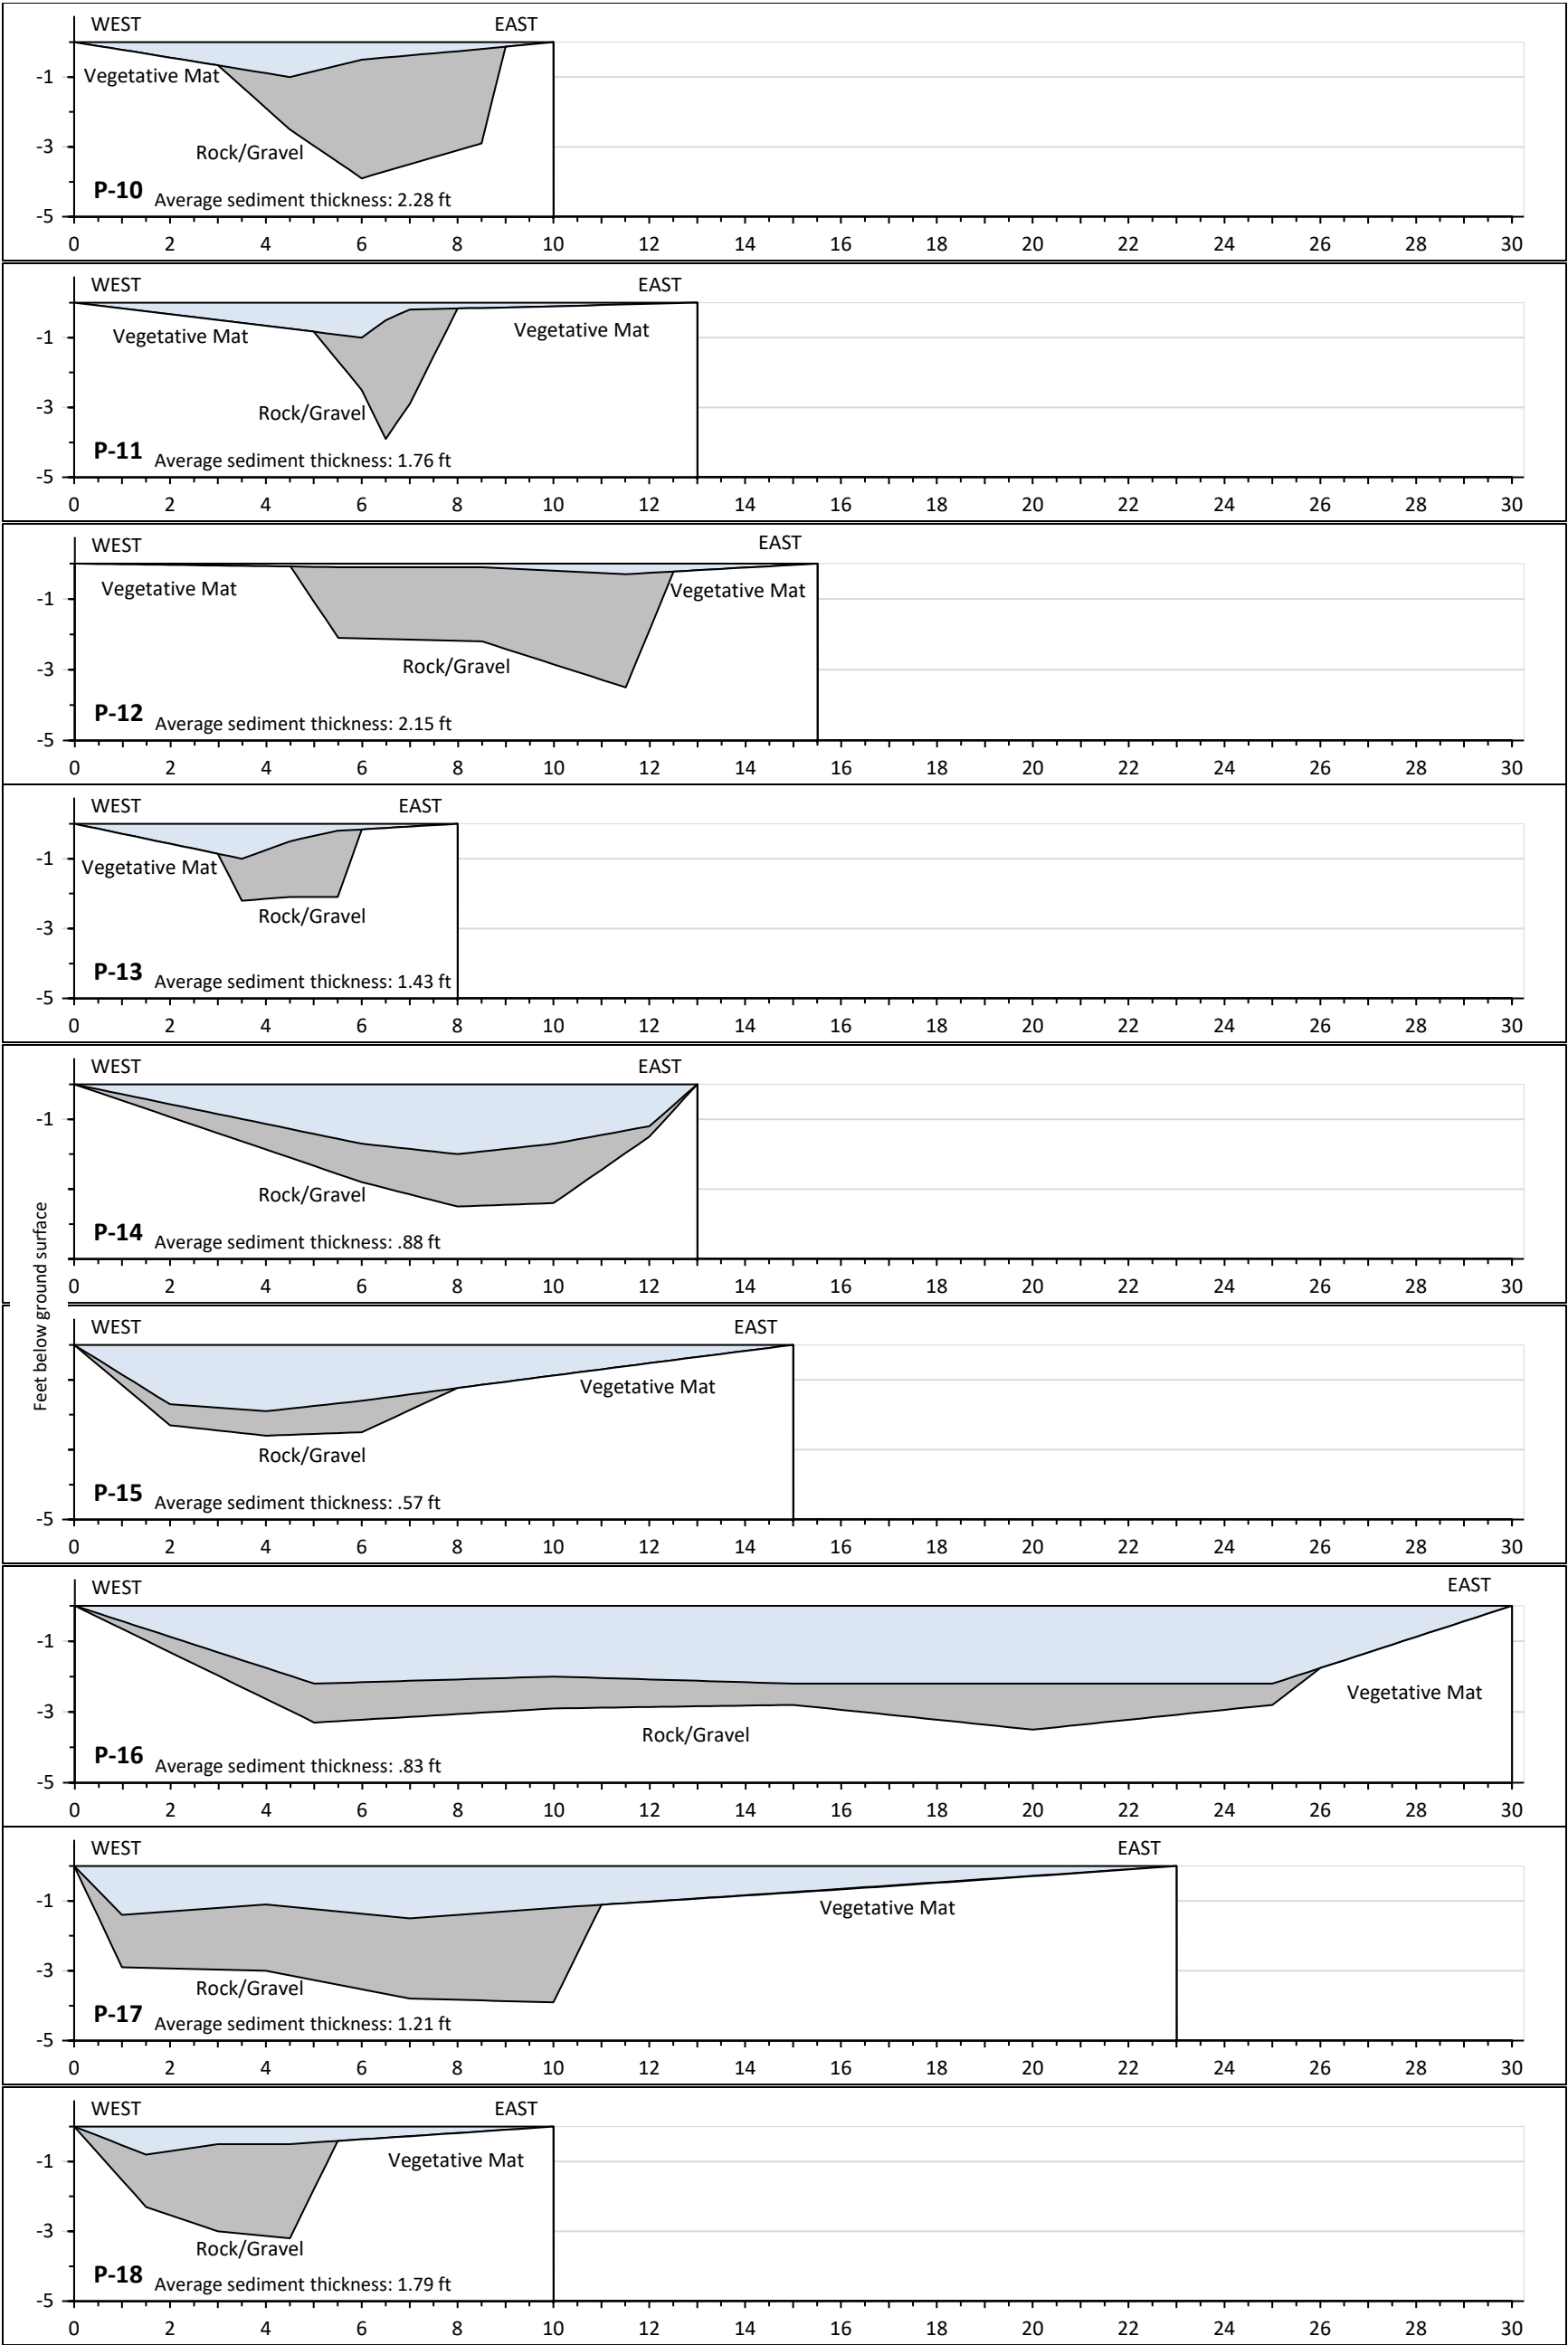 WEST EAST
-1
Vegetative Mat
-3
Rock/Gravel
P-10 Average sediment thickness: 2.28 ft
-5
0 2 4 6 8 10 12 14 16 18 20 22 24 26 28 30
WEST EAST
-1
Vegetative Mat Vegetative Mat
-3
Rock/Gravel
P-11 Average sediment thickness: 1.76 ft
-5
0 2 4 6 8 10 12 14 16 18 20 22 24 26 28 30
WEST EAST
Vegetative Mat Vegetative Mat
-1
Rock/Gravel
-3
P-12 Average sediment thickness: 2.15 ft
-5
0 2 4 6 8 10 12 14 16 18 20 22 24 26 28 30
WEST EAST
-1
Vegetative Mat
Rock/Gravel
-3
P-13 Average sediment thickness: 1.43 ft
-5
0 2 4 6 8 10 12 14 16 18 20 22 24 26 28 30
WEST EAST
-1
Rock/Gravel
P-14 Average sediment thickness: .88 ft
0 2 4 6 8 10 12 14 16 18 20 22 24 26 28 30
Feet below ground surface
WEST EAST
Vegetative Mat
Rock/Gravel
P-15 Average sediment thickness: .57 ft
-5
0 2 4 6 8 10 12 14 16 18 20 22 24 26 28 30
WEST EAST
-1
Vegetative Mat
-3
Rock/Gravel
P-16 Average sediment thickness: .83 ft
-5
0 2 4 6 8 10 12 14 16 18 20 22 24 26 28 30
WEST EAST
-1
Vegetative Mat
-3
Rock/Gravel
P-17 Average sediment thickness: 1.21 ft
-5
0 2 4 6 8 10 12 14 16 18 20 22 24 26 28 30
WEST EAST
-1
Vegetative Mat
-3
Rock/Gravel
P-18 Average sediment thickness: 1.79 ft
-5
0 2 4 6 8 10 12 14 16 18 20 22 24 26 28 30